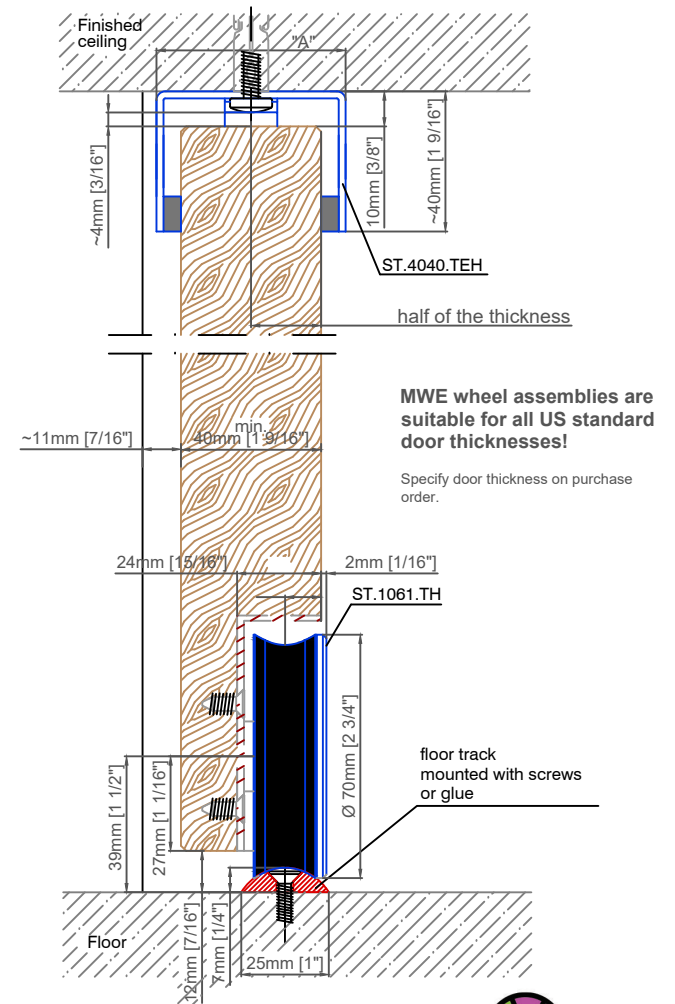 Finished
ceiling
"A"
~4mm [3/16"]
10mm [3/8"]
~40mm [1 9/16"]
ST.4040.TEH
half of the thickness
MWE wheel assemblies are
suitable for all US standard
door thicknesses!
Specify door thickness on purchase
order.
min.
~11mm [7/16"]
40mm [1 9/16"]
24mm [15/16"]
2mm [1/16"]
ST.1061.TH
Ø 70mm [2 3/4"]
39mm [1 1/2"]
27mm [1 1/16"]
floor track
mounted with screws
or glue
12mm [7/16"]
7mm [1/4"]
Floor
25mm [1"]